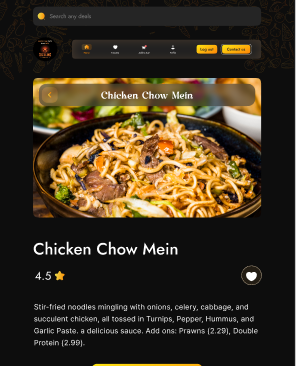 Search any deals
Log out
Contact us
Chicken Chow Mein
Chicken Chow Mein
4.5
Stir-fried noodles mingling with onions, celery, cabbage, and
succulent chicken, all tossed in Turnips, Pepper, Hummus, and
Garlic Paste. a delicious sauce. Add ons: Prawns (2.29), Double
Protein (2.99).